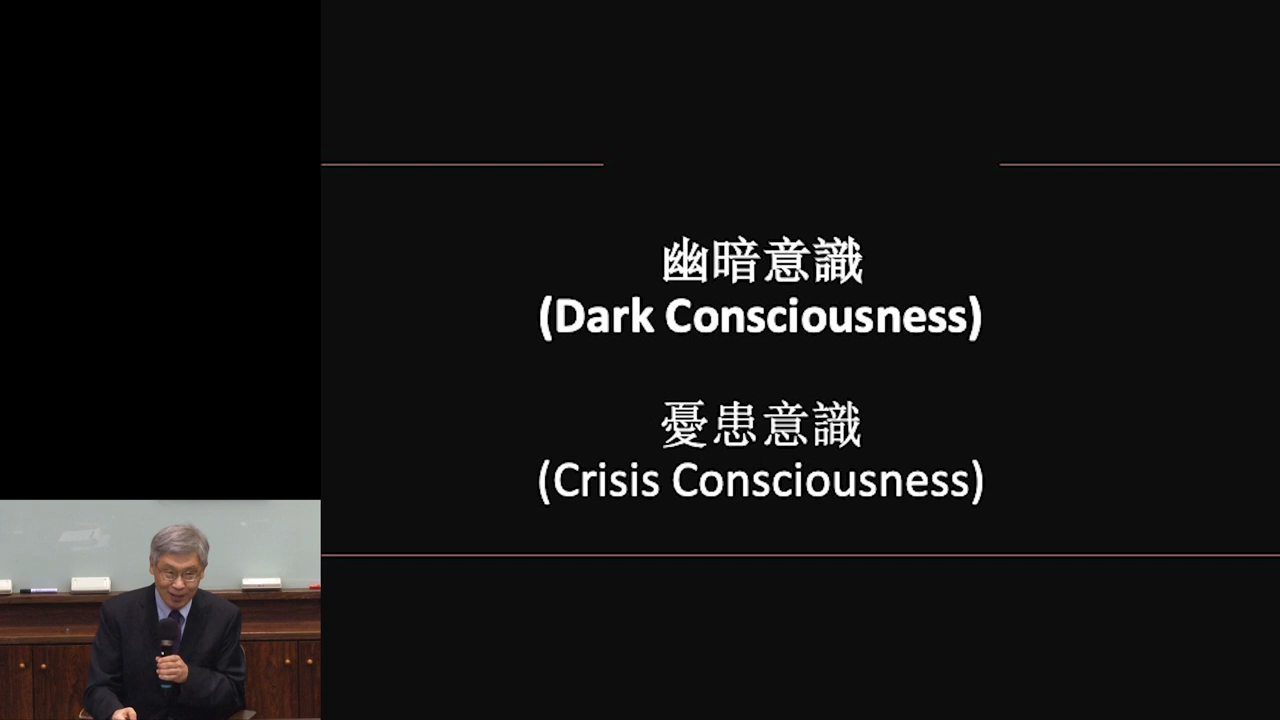 幽暗意識
(Dark Consciousness)
憂患意識
(Crisis Consciousness)